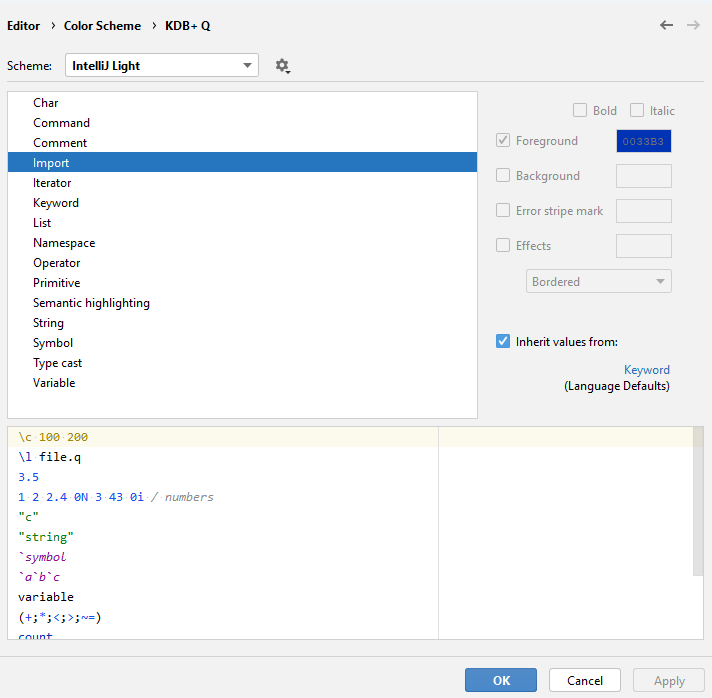 Editor › Color Scheme › KDB+ Q
Scheme: IntelliJ Light
Char
Command
Comment
Import
Iterator
Keyword
List
Namespace
Operator
Primitive
Semantic highlighting
String
Symbol
Type cast
Variable
Bold Italic
Foreground 0033B3
Background
Error stripe mark
Effects
Bordered
Inherit values from:
Keyword
(Language Defaults)
\c 100 200
\l file.q
3.5
1 2 2.4 0N 3 43 0i / numbers
"c"
"string"
`symbol
`a`b`c
variable
(+;*;<;>;~=)
count
OK Cancel Apply